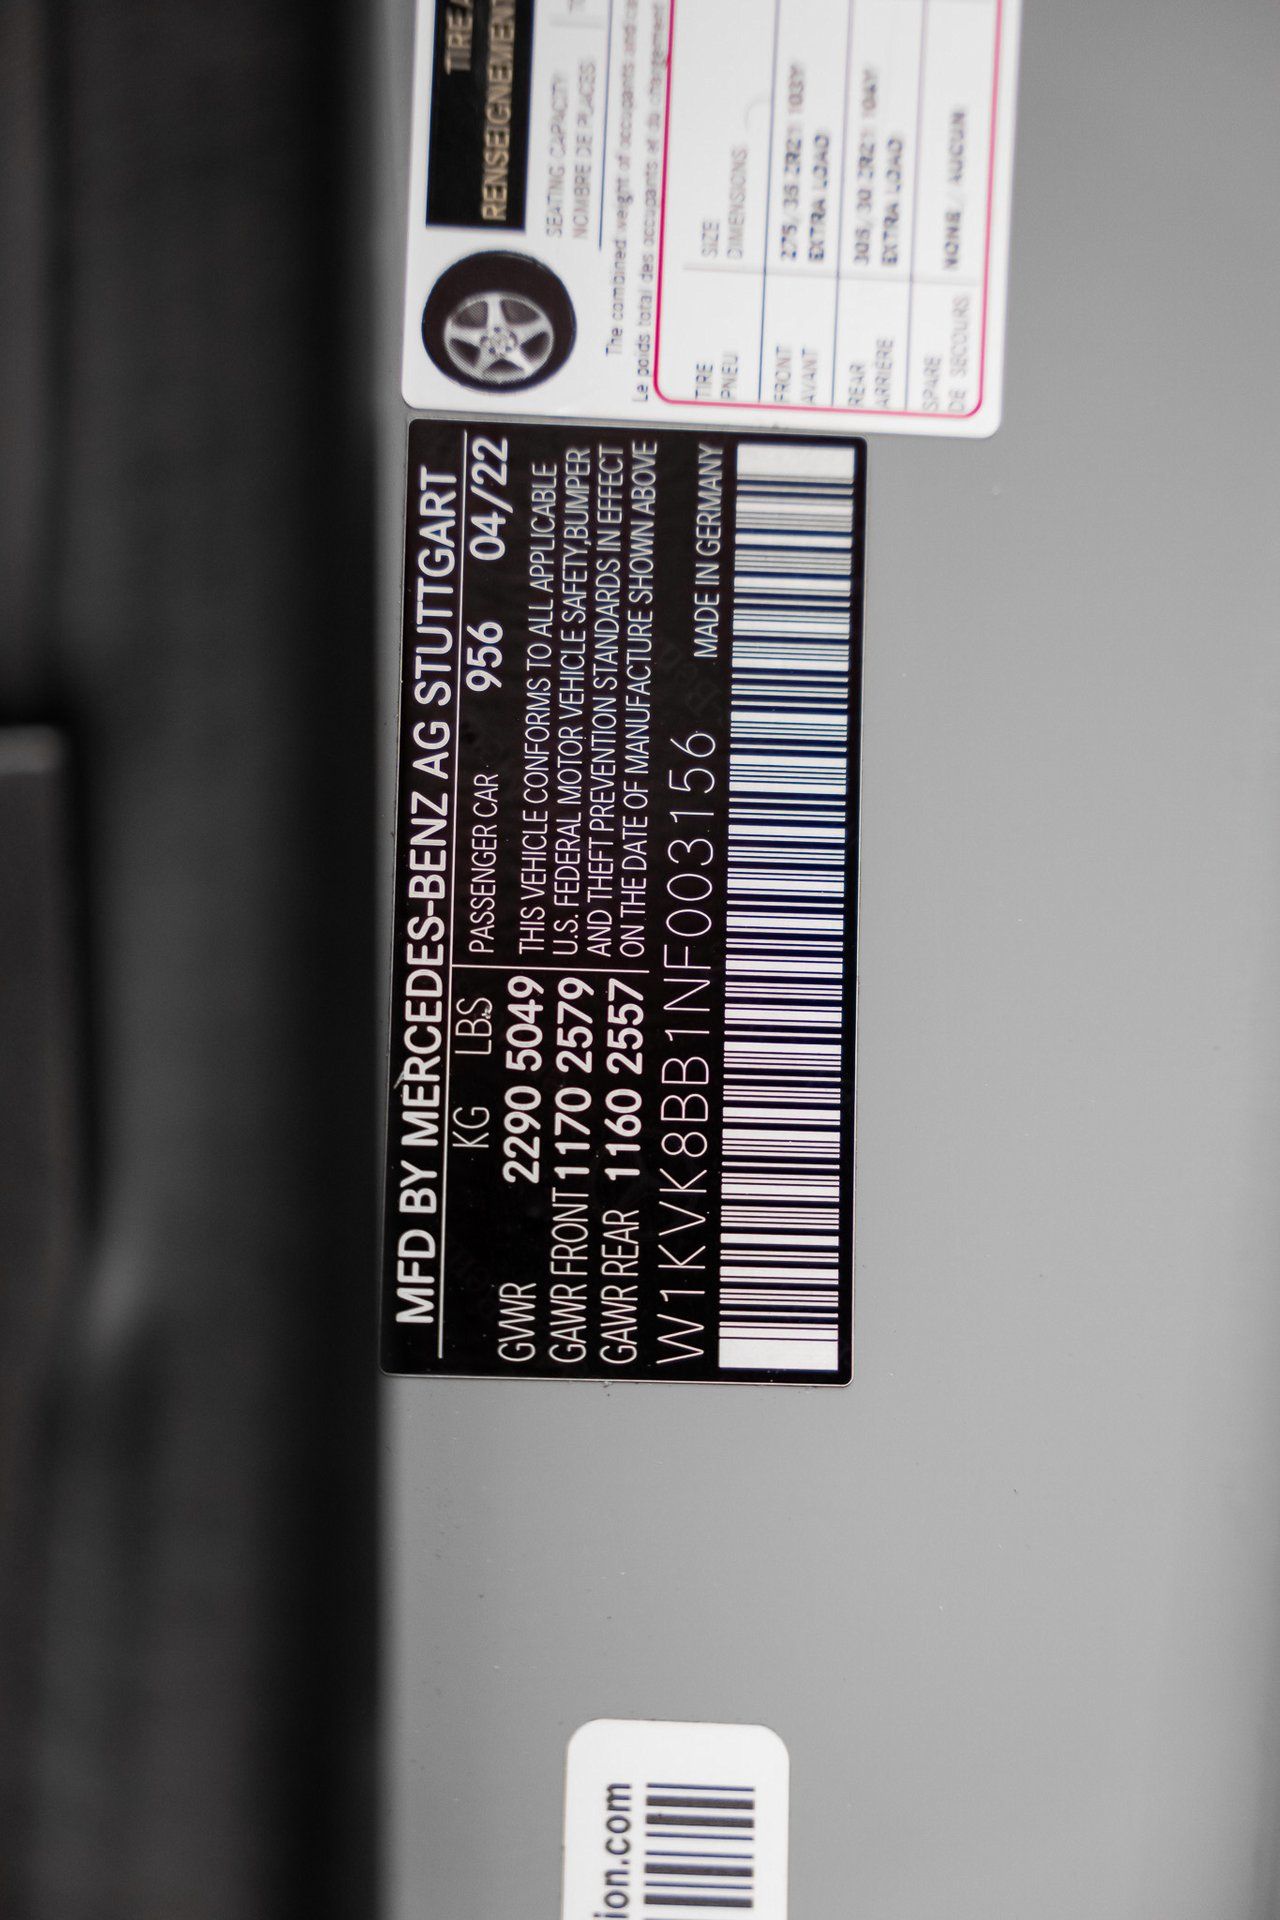 TIRE A
RENSEIGNEMENT
SEATING CAPACITY
NOMBRE DE PLACES
The combined weight of occupants and
Le poids total des occupants et du chargement
TIRE SIZE
PNEU DIMENSIONS
FRONT 275/35 ZR21 103Y
AVANT EXTRA LOAD
REAR 305/30 ZR21 104Y
ARRIÈRE EXTRA LOAD
SPARE NONE / AUCUN
DE SECOURS
MFD BY MERCEDES-BENZ AG STUTTGART
KG LBS PASSENGER CAR 956 04/22
GVWR 2290 5049 THIS VEHICLE CONFORMS TO ALL APPLICABLE
GAWR FRONT 1170 2579 U.S. FEDERAL MOTOR VEHICLE SAFETY,BUMPER
GAWR REAR 1160 2557 AND THEFT PREVENTION STANDARDS IN EFFECT
ON THE DATE OF MANUFACTURE SHOWN ABOVE
W1KVK8BB1NF003156 MADE IN GERMANY
ion.com